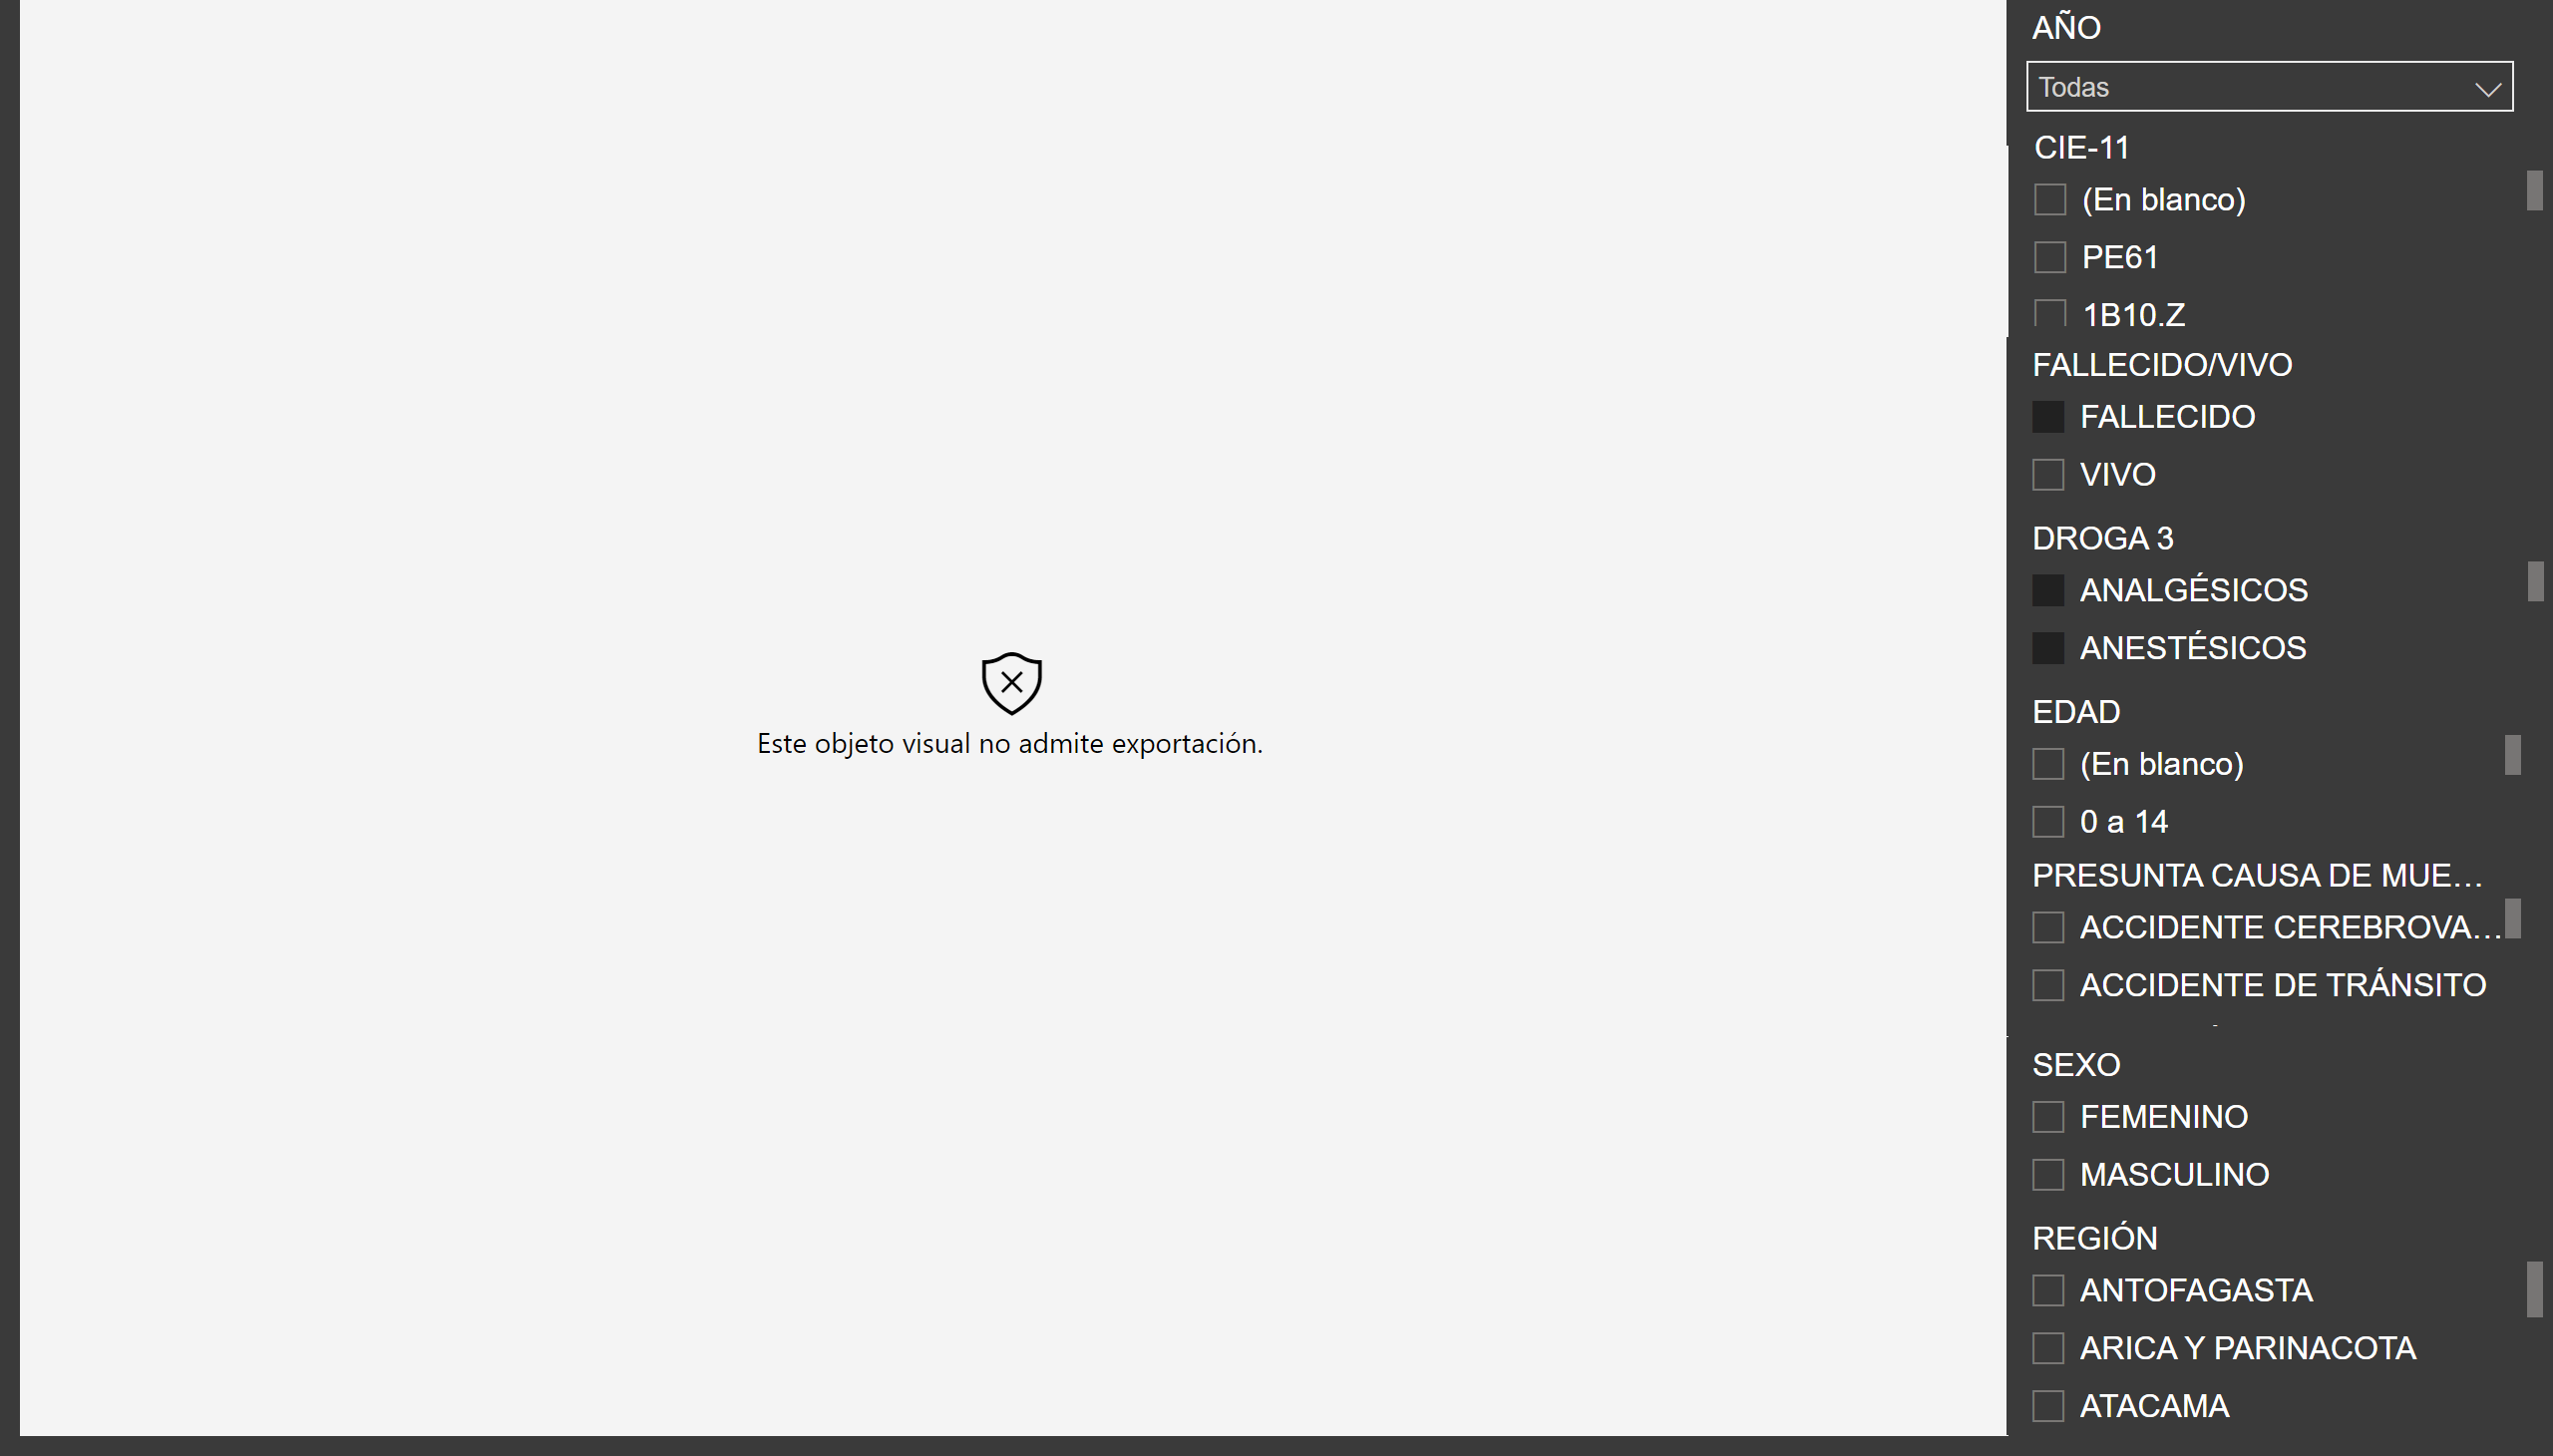 Este objeto visual no admite exportación.
AÑO
Todas
CIE-11
(En blanco)
PE61
1B10.Z
FALLECIDO/VIVO
FALLECIDO
VIVO
DROGA 3
ANALGÉSICOS
ANESTÉSICOS
EDAD
(En blanco)
0 a 14
PRESUNTA CAUSA DE MUE...
ACCIDENTE CEREBROVA...
ACCIDENTE DE TRÁNSITO
SEXO
FEMENINO
MASCULINO
REGIÓN
ANTOFAGASTA
ARICA Y PARINACOTA
ATACAMA